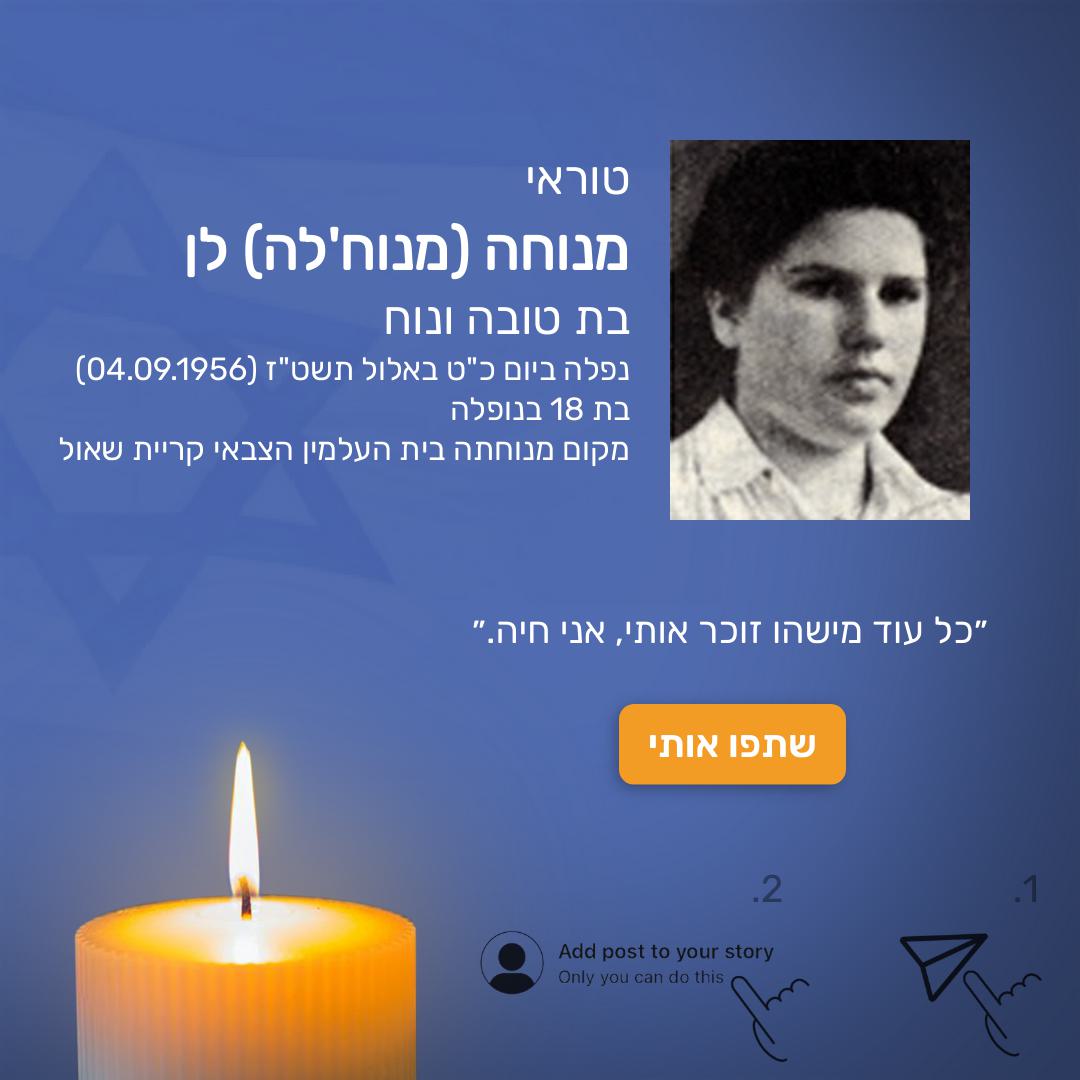 טוראי
מנוחה (מנוח'לה) לן
בת טובה ונוח
נפלה ביום כ"ט באלול תשט"ז (04.09.1956)
בת 18 בנופלה
מקום מנוחתה בית העלמין הצבאי קריית שאול
״כל עוד מישהו זוכר אותי, אני חיה.״
שתפו אותי
1.
2.
Add post to your story
Only you can do this